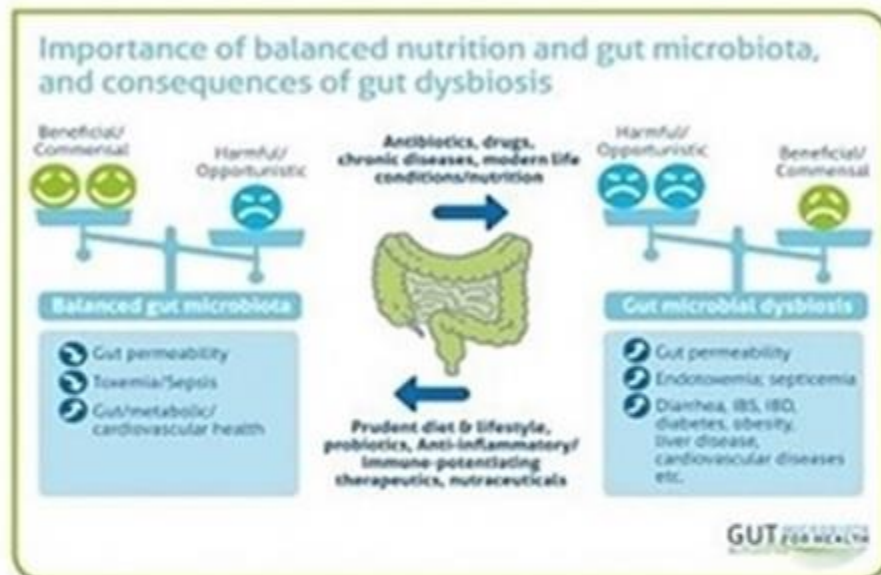 Importance of balanced nutrition and gut microbiota,
and consequences of gut dysbiosis
Beneficial/
Commensal
Harmful/
Opportunistic
Balanced gut microbiota
Gut permeability
Toxemia/Sepsis
Gut/metabolic/
cardiovascular health
Antibiotics, drugs,
chronic diseases, modern life
conditions/nutrition
Prudent diet & lifestyle,
probiotics, Anti-inflammatory/
Immune-potentiating
therapeutics, nutraceuticals
Harmful/
Opportunistic
Beneficial/
Commensal
Gut microbial dysbiosis
Gut permeability
Endotoxemia; septicemia
Diarrhea, IBS, IBD,
diabetes, obesity,
liver disease,
cardiovascular diseases
etc.
GUT MICROBIOTA
FOR HEALTH